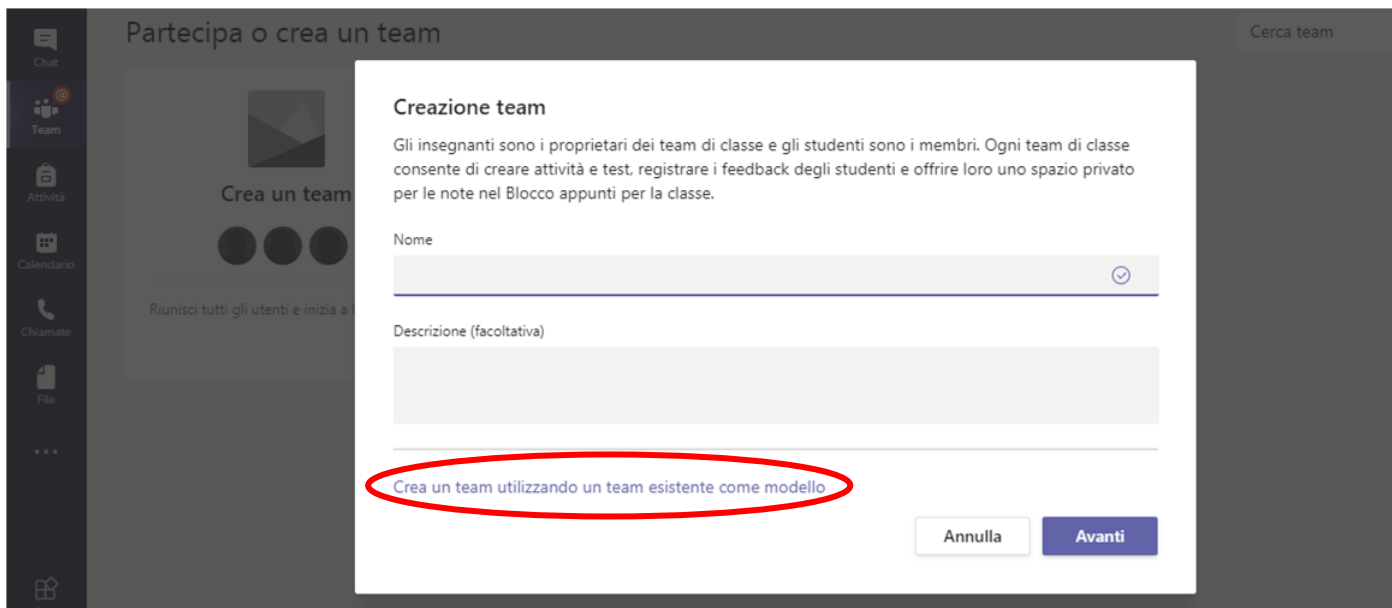 Partecipa o crea un team
Cerca team
Chat
Team
Attività
Calendario
Chiamate
File
Crea un team
Riunisci tutti gli utenti e inizia a
Creazione team
Gli insegnanti sono i proprietari dei team di classe e gli studenti sono i membri. Ogni team di classe
consente di creare attività e test, registrare i feedback degli studenti e offrire loro uno spazio privato
per le note nel Blocco appunti per la classe.
Nome
Descrizione (facoltativa)
Crea un team utilizzando un team esistente come modello
Annulla
Avanti